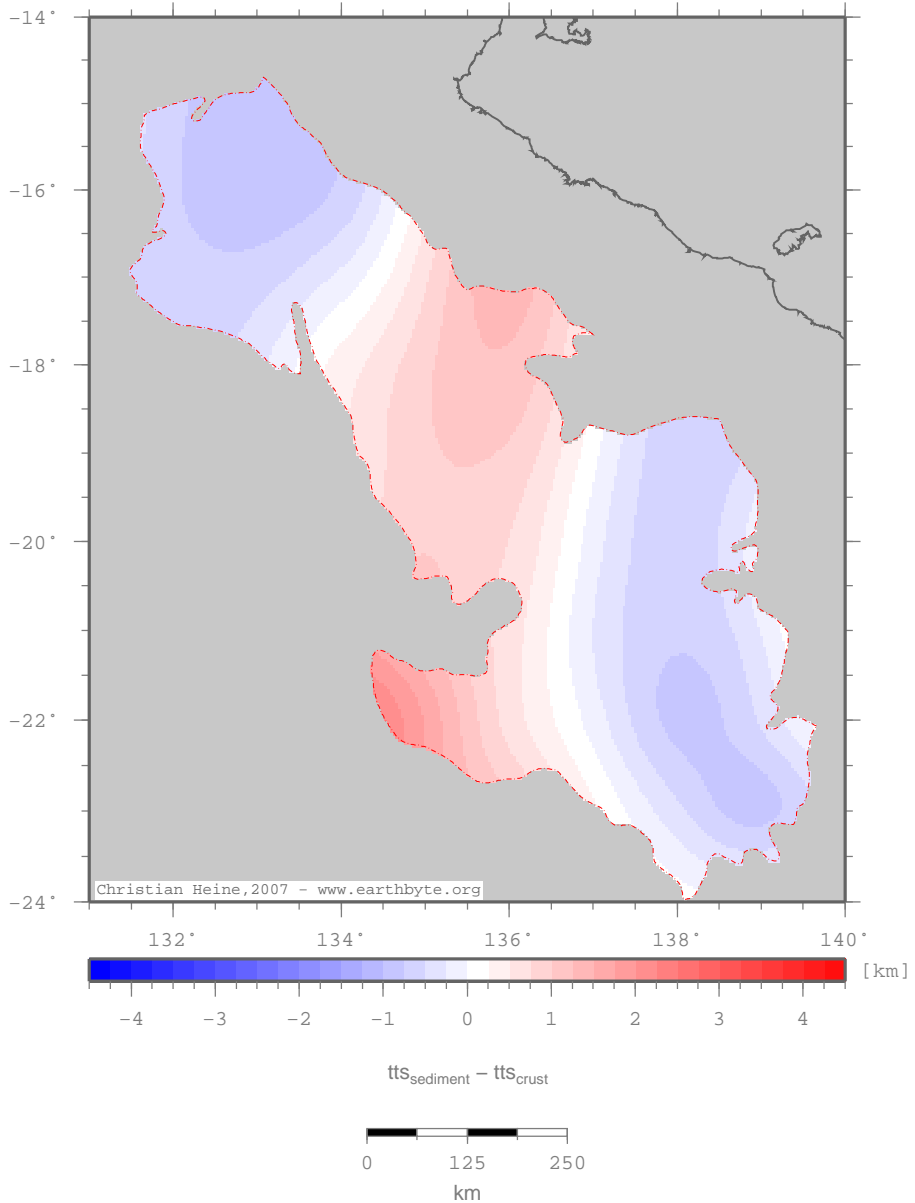 −14°
−16°
−18°
−20°
−22°
−24°
Christian Heine,2007 − www.earthbyte.org
132° 134° 136° 138° 140°
[km]
−4 −3 −2 −1 0 1 2 3 4
tts_sediment − tts_crust
0 125 250
km